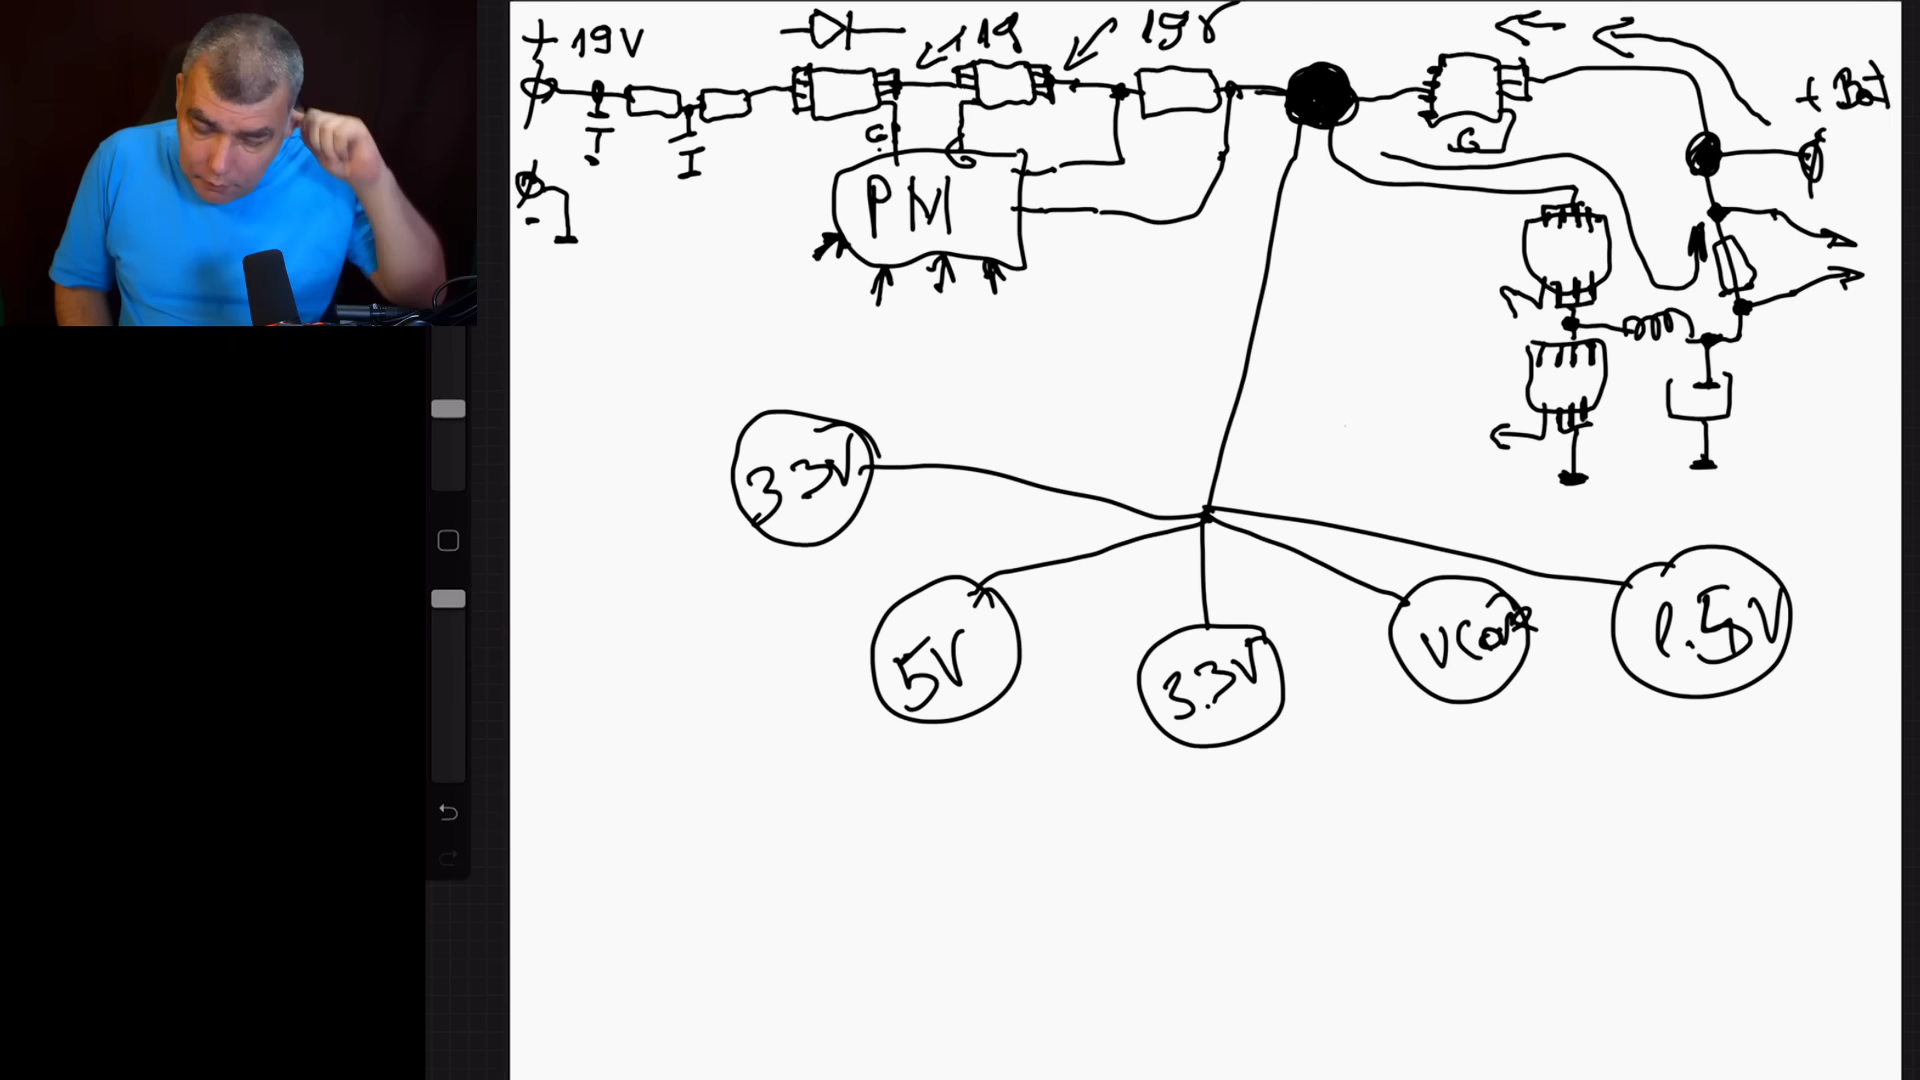 + 19V
19
19V
+ Bat
G
G
G
PM
-
3 3V
5V
3.3V
VCore
1.5V